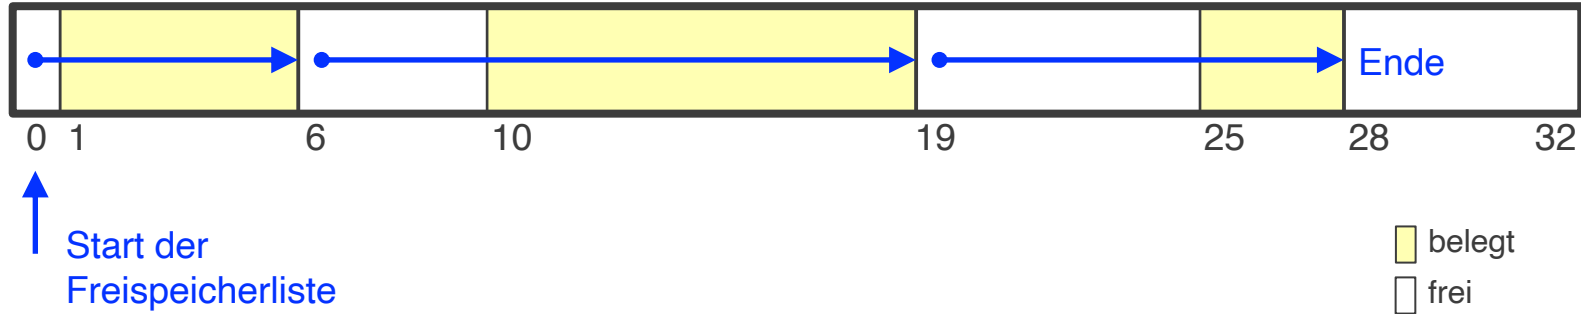 Ende
0 1 6 10 19 25 28 32
Start der
Freispeicherliste
belegt
frei